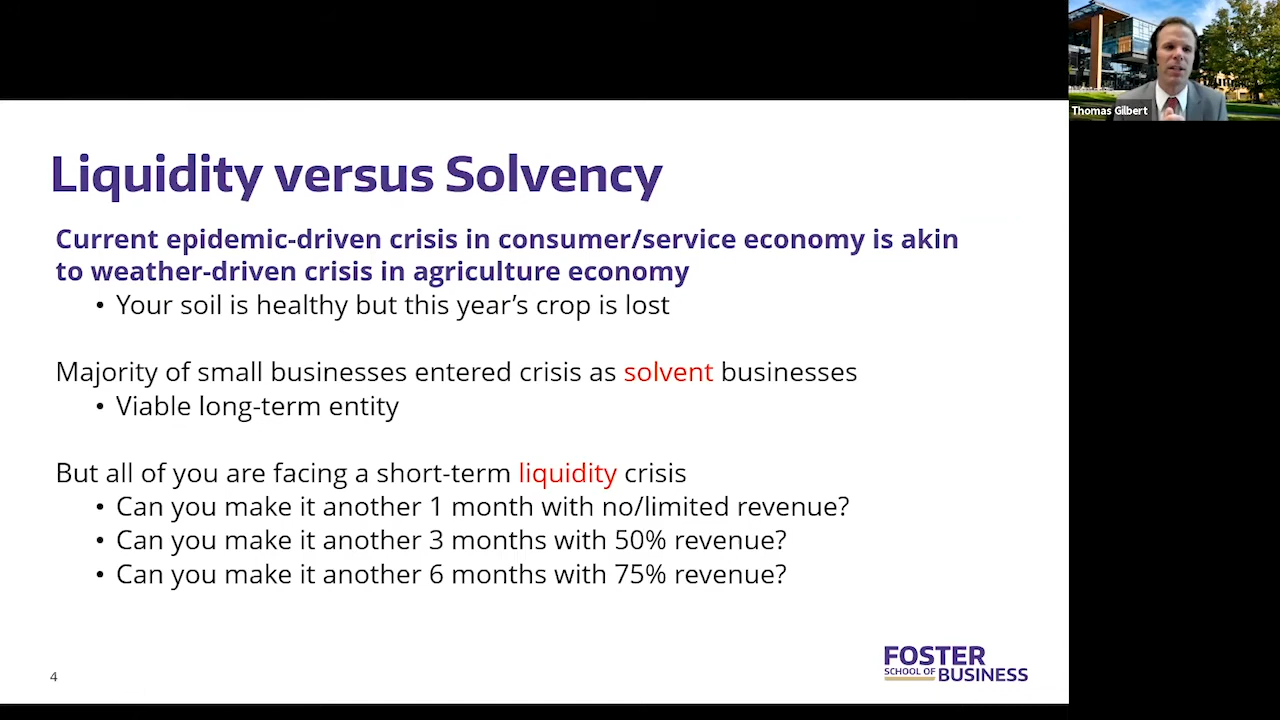 Thomas Gilbert
Liquidity versus Solvency
Current epidemic-driven crisis in consumer/service economy is akin
to weather-driven crisis in agriculture economy
• Your soil is healthy but this year’s crop is lost
Majority of small businesses entered crisis as solvent businesses
• Viable long-term entity
But all of you are facing a short-term liquidity crisis
• Can you make it another 1 month with no/limited revenue?
• Can you make it another 3 months with 50% revenue?
• Can you make it another 6 months with 75% revenue?
4
FOSTER
SCHOOL OF BUSINESS